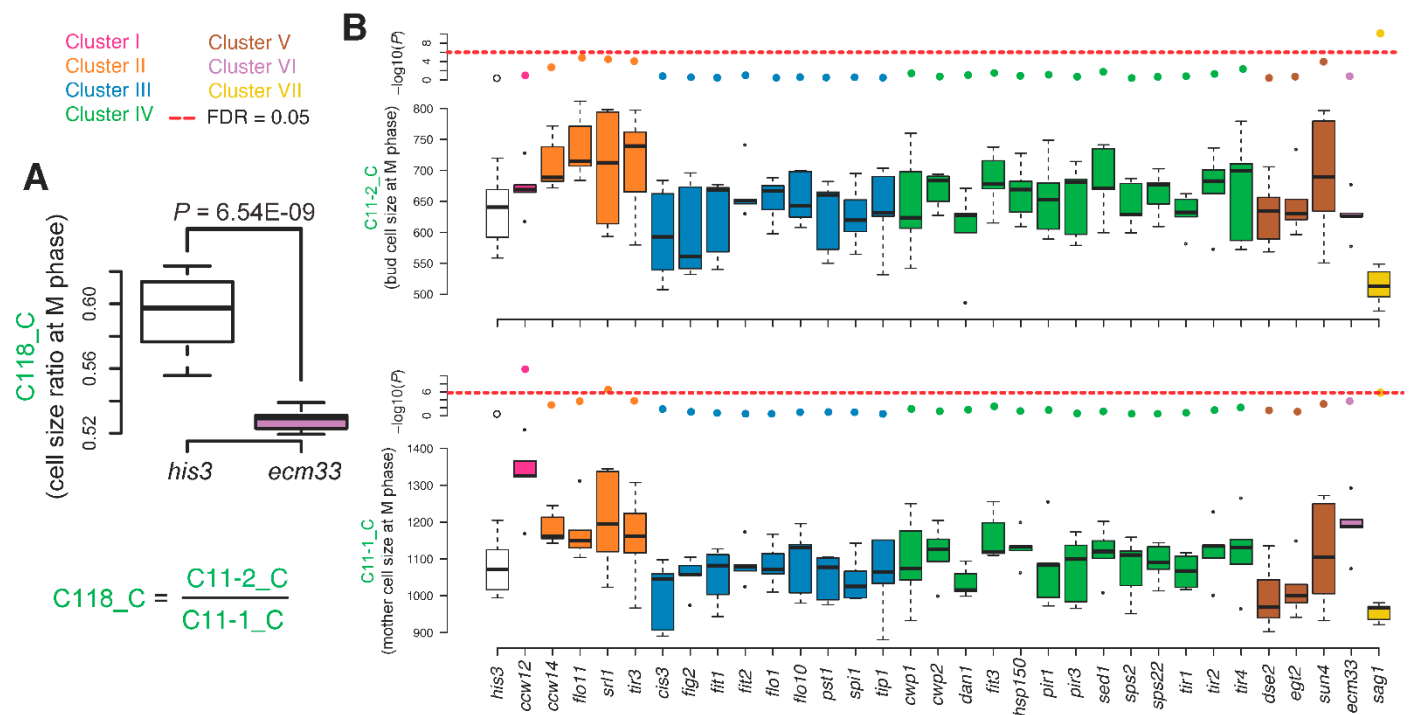 Cluster I
Cluster II
Cluster III
Cluster IV
Cluster V
Cluster VI
Cluster VII
FDR = 0.05
A
P = 6.54E-09
C118_C
(cell size ratio at M phase)
0.60
0.56
0.52
his3 ecm33
C118_C = C11-2_C
C11-1_C
B
−log10(P)
8
4
0
C11-2_C
(bud cell size at M phase)
800
750
700
650
600
550
500
−log10(P)
6
0
C11-1_C
(mother cell size at M phase)
1400
1300
1200
1100
1000
900
his3 ccw12 ccw14 flo11 srl1 tir3 cis3 fig2 fit1 fit2 flo1 flo10 pst1 spi1 tip1 cwp1 cwp2 dan1 fit3 hsp150 pir1 pir3 sed1 sps2 sps22 tir1 tir2 tir4 dse2 egt2 sun4 ecm33 sag1